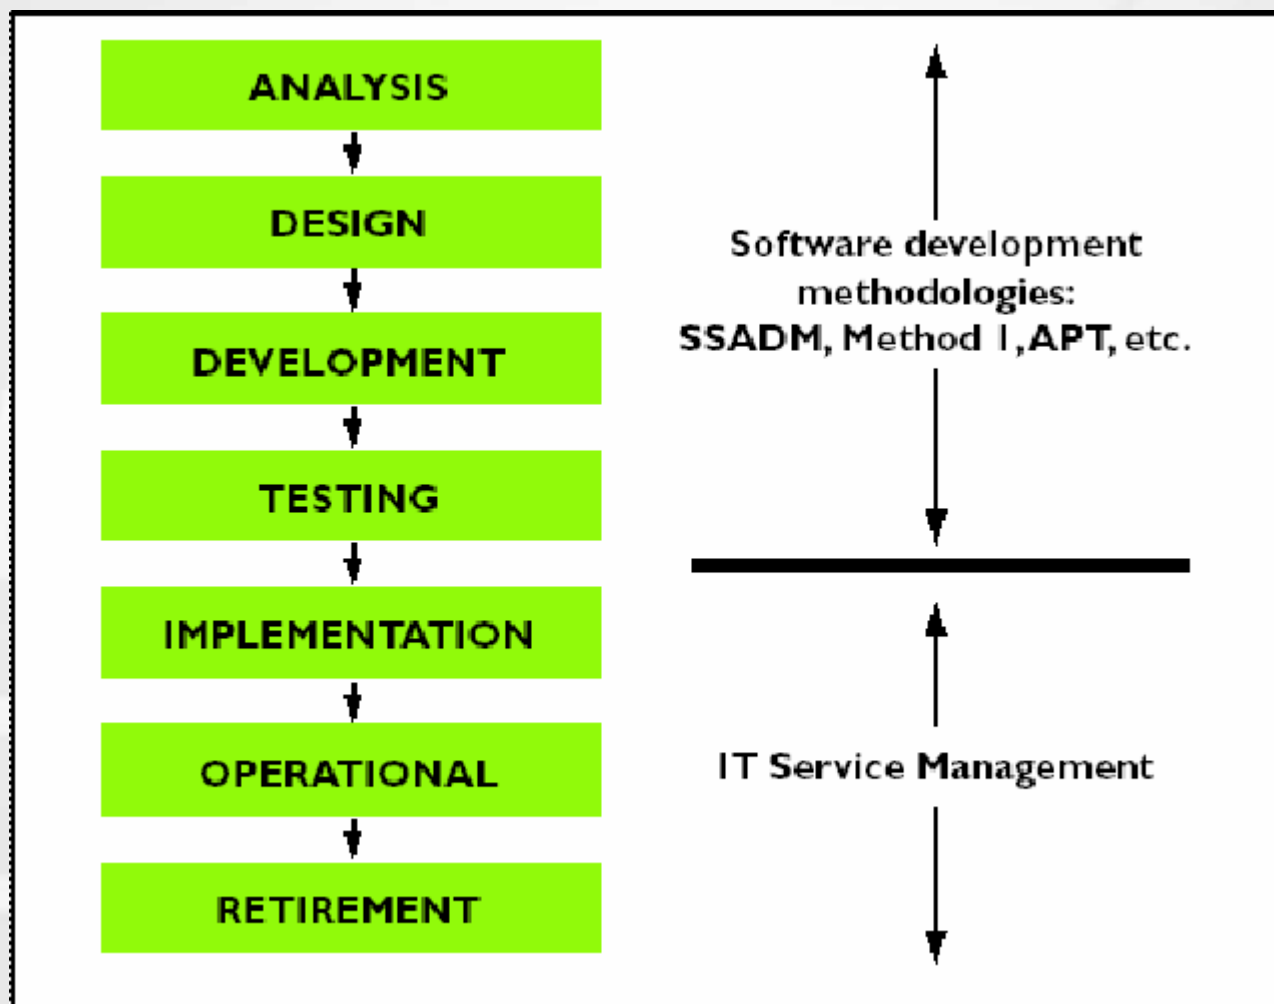 ANALYSIS
DESIGN
DEVELOPMENT
TESTING
IMPLEMENTATION
OPERATIONAL
RETIREMENT
Software development
methodologies:
SSADM, Method 1, APT, etc.
IT Service Management